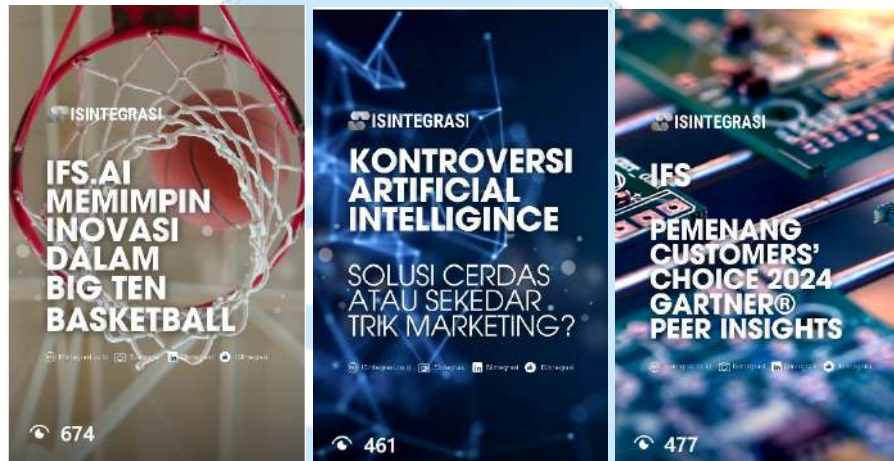 ISINTEGRASI
IFS.AI
MEMIMPIN
INOVASI
DALAM
BIG TEN
BASKETBALL
674
ISINTEGRASI
KONTROVERSI
ARTIFICIAL
INTELLIGINCE
SOLUSI CERDAS
ATAU SEKEDAR
TRIK MARKETING?
461
ISINTEGRASI
IFS
PEMENANG
CUSTOMERS'
CHOICE 2024
GARTNER®
PEER INSIGHTS
477